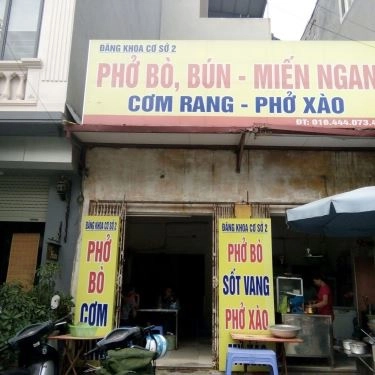 ĐĂNG KHOA CƠ SỞ 2
PHỞ BÒ, BÚN - MIẾN NGAN
CƠM RANG - PHỞ XÀO
ĐĂNG KHOA CƠ SỞ 2
PHỞ
BÒ
CƠM
ĐĂNG KHOA CƠ SỞ 2
PHỞ BÒ
SỐT VANG
PHỞ XÀO